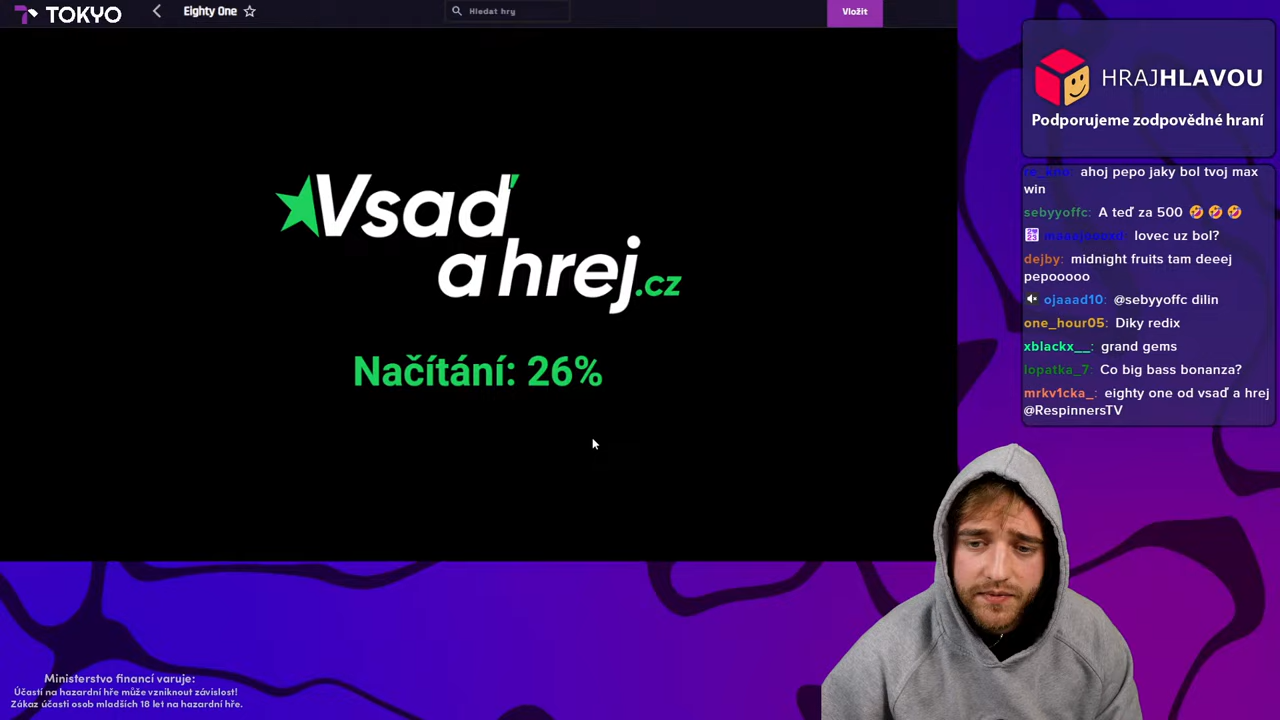 TOKYO
Eighty One
Hledat hry
Vložit
Vsaď
a hrej.cz
Načítání: 26%
HRAJHLAVOU
Podporujeme zodpovědné hraní
re_kno: ahoj pepo jaky bol tvoj max
win
sebyyoffc: A teď za 500 🤣 🤣 🤣
lovec uz bol?
dejby: midnight fruits tam deeej
pepooooo
ojaaad10: @sebyyoffc dilin
one_hour05: Diky redix
xblackx__: grand gems
lopatka_7: Co big bass bonanza?
mrkv1cka_: eighty one od vsaď a hrej
@RespinnersTV
Ministerstvo financí varuje:
Účastí na hazardní hře může vzniknout závislost!
Zákaz účasti osob mladších 18 let na hazardní hře.